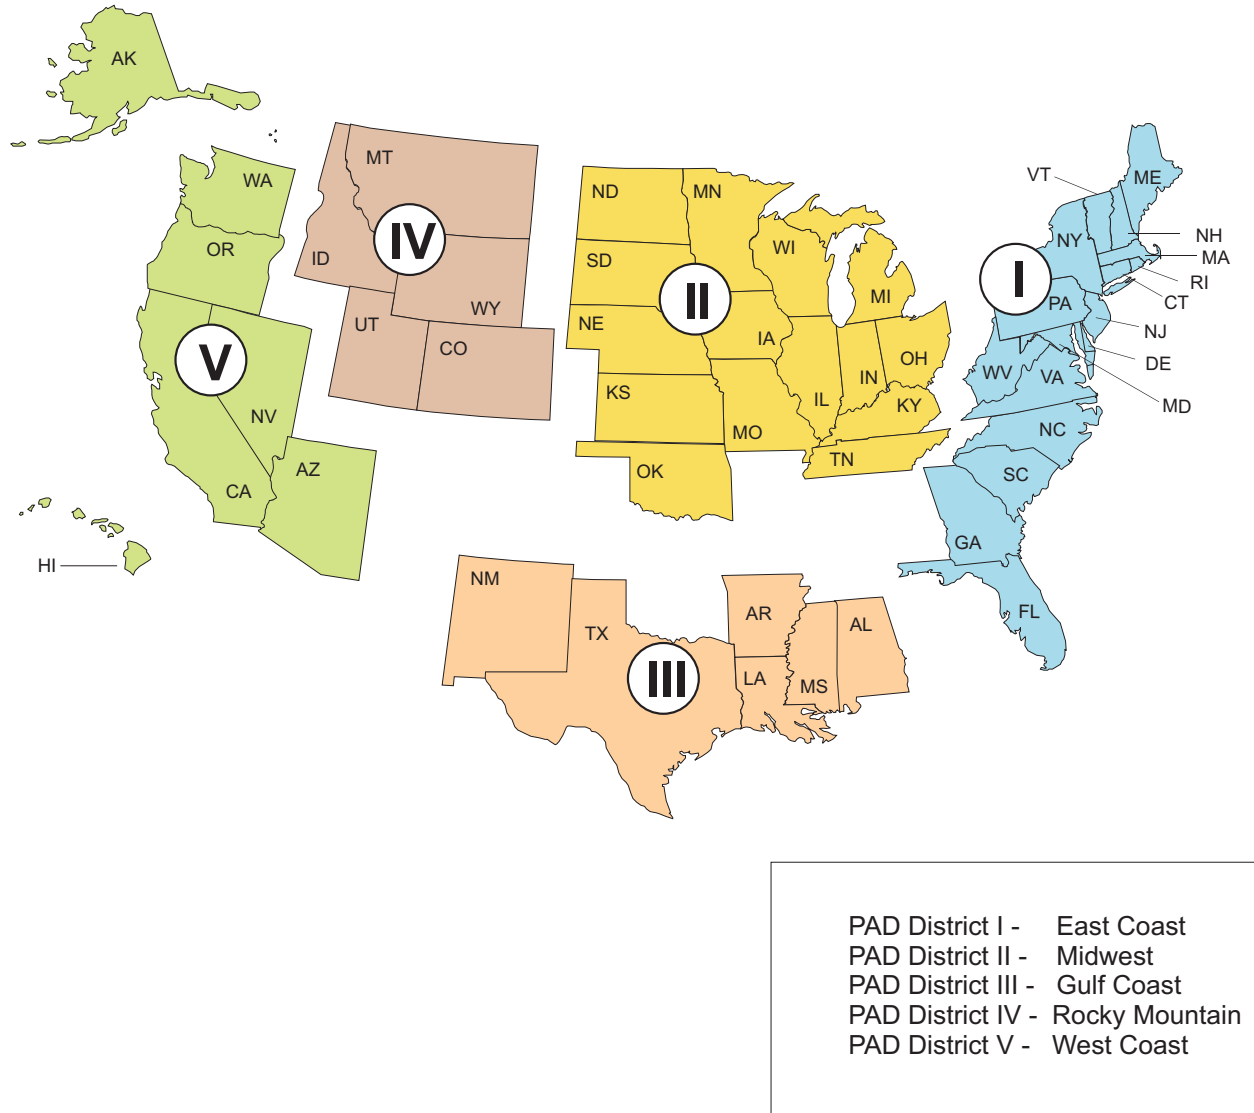 AK
WA
OR
CA
NV
AZ
HI
V
MT
ID
WY
UT
CO
IV
ND
MN
SD
WI
MI
NE
IA
IL
IN
OH
KS
MO
KY
OK
TN
II
NM
TX
AR
LA
MS
AL
III
VT
ME
NH
NY
MA
RI
CT
PA
NJ
DE
MD
WV
VA
NC
SC
GA
FL
I
PAD District I - East Coast
PAD District II - Midwest
PAD District III - Gulf Coast
PAD District IV - Rocky Mountain
PAD District V - West Coast